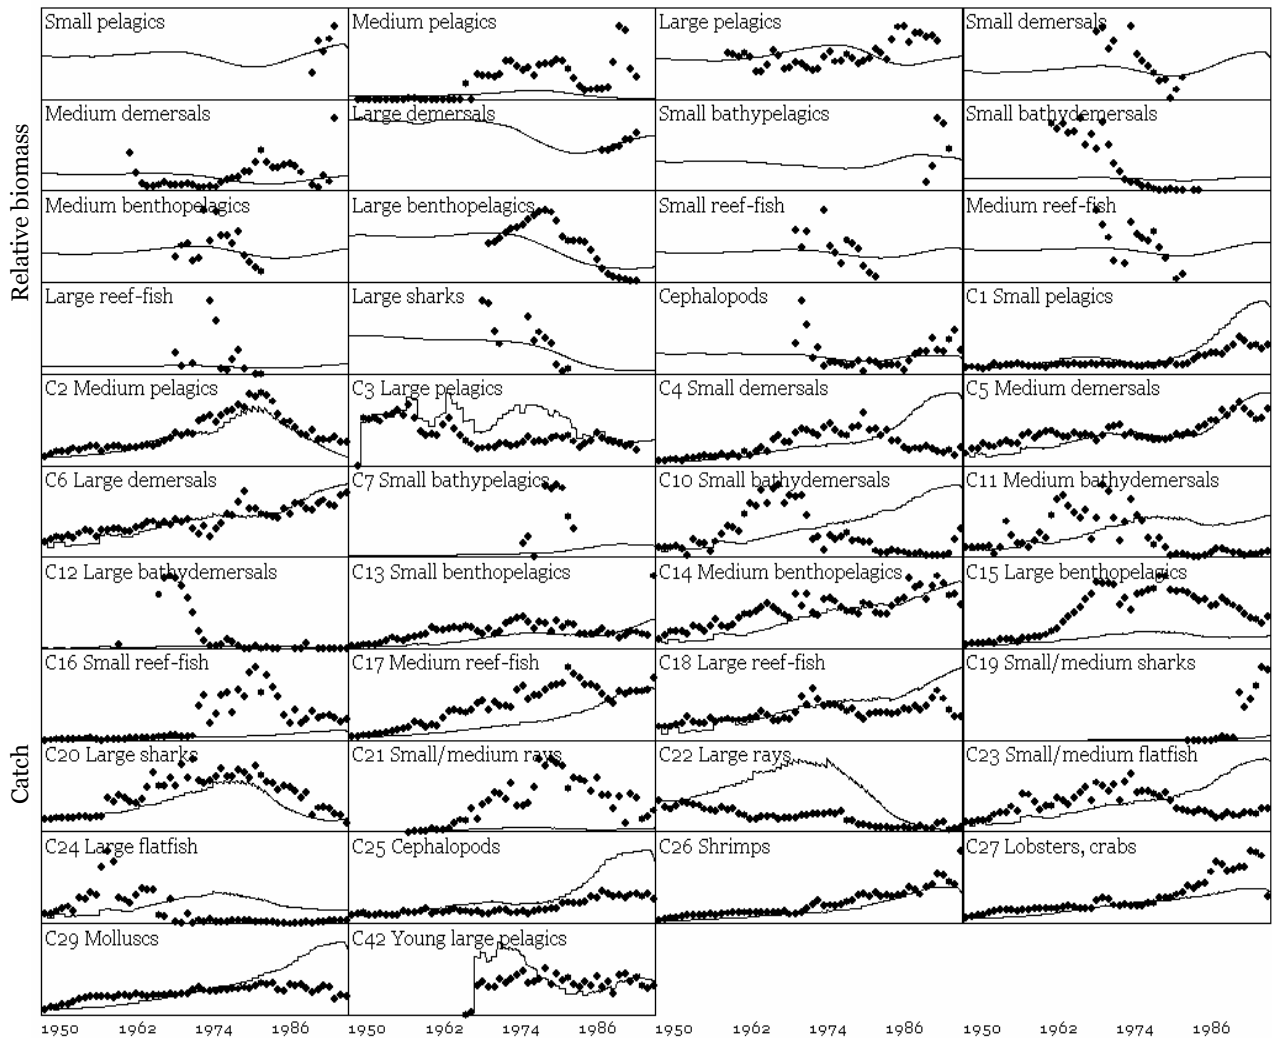 Small pelagics
Medium pelagics
Large pelagics
Small demersals
Medium demersals
Large demersals
Small bathypelagics
Small bathydemersals
Medium benthopelagics
Large benthopelagics
Small reef-fish
Medium reef-fish
Large reef-fish
Large sharks
Cephalopods
C1 Small pelagics
C2 Medium pelagics
C3 Large pelagics
C4 Small demersals
C5 Medium demersals
C6 Large demersals
C7 Small bathypelagics
C10 Small bathydemersals
C11 Medium bathydemersals
C12 Large bathydemersals
C13 Small benthopelagics
C14 Medium benthopelagics
C15 Large benthopelagics
C16 Small reef-fish
C17 Medium reef-fish
C18 Large reef-fish
C19 Small/medium sharks
C20 Large sharks
C21 Small/medium rays
C22 Large rays
C23 Small/medium flatfish
C24 Large flatfish
C25 Cephalopods
C26 Shrimps
C27 Lobsters, crabs
C29 Molluscs
C42 Young large pelagics
Relative biomass
Catch
1950 1962 1974 1986 1950 1962 1974 1986 1950 1962 1974 1986 1950 1962 1974 1986